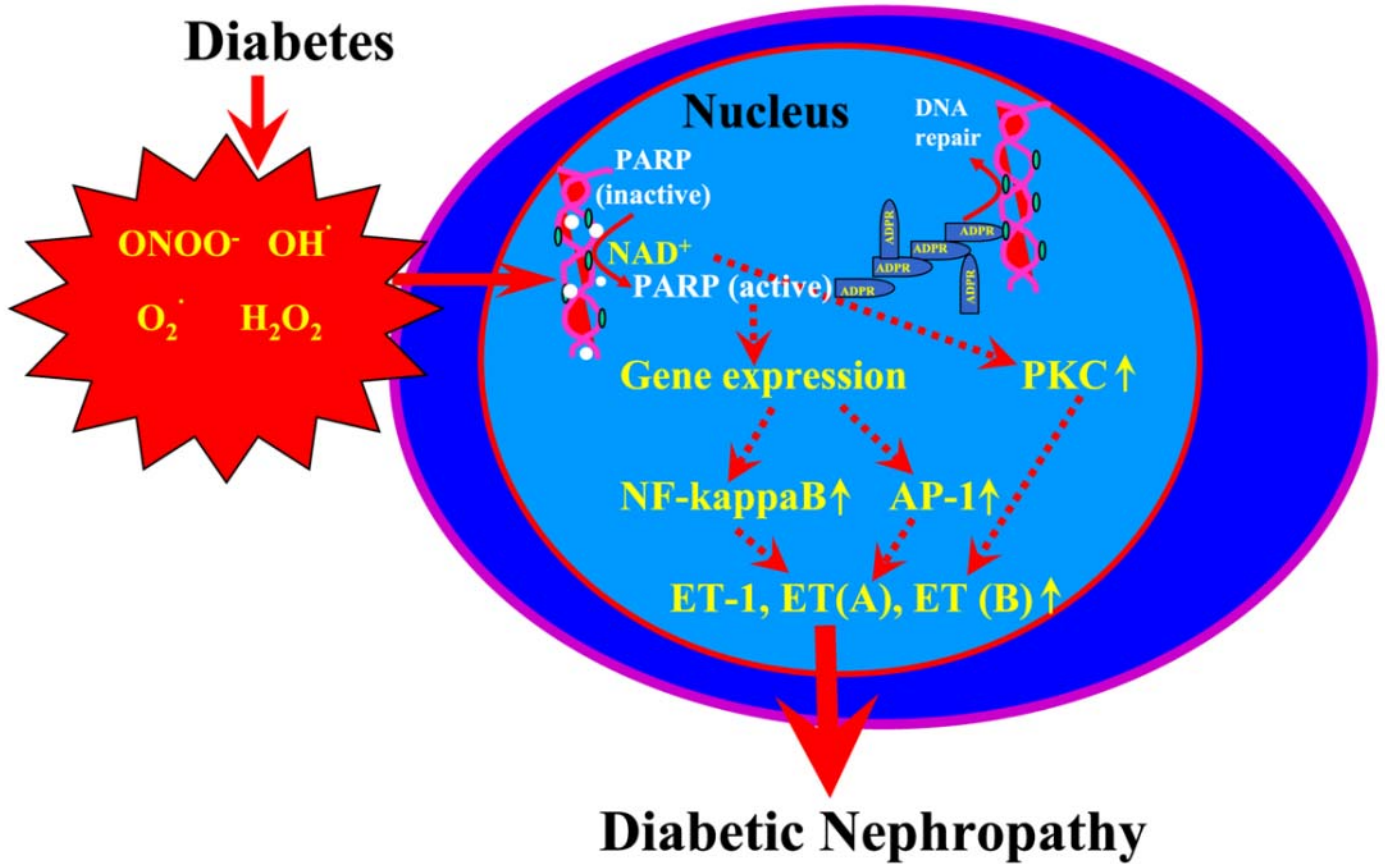 Diabetes
ONOO⁻ OH˙
O₂˙ H₂O₂
Nucleus
DNA
repair
PARP
(inactive)
NAD⁺
PARP (active)
ADPR
ADPR
ADPR
ADPR
ADPR
ADPR
Gene expression
PKC↑
NF-kappaB↑ AP-1↑
ET-1, ET(A), ET (B)↑
Diabetic Nephropathy